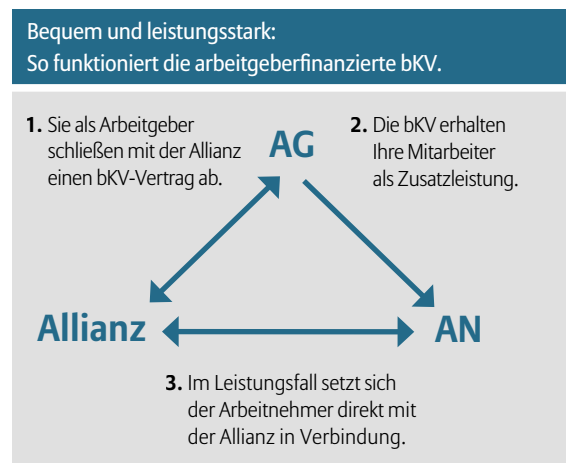 Bequem und leistungsstark:
So funktioniert die arbeitgeberfinanzierte bKV.
1. Sie als Arbeitgeber
schließen mit der Allianz
einen bKV-Vertrag ab.
AG
2. Die bKV erhalten
Ihre Mitarbeiter
als Zusatzleistung.
Allianz
AN
3. Im Leistungsfall setzt sich
der Arbeitnehmer direkt mit
der Allianz in Verbindung.